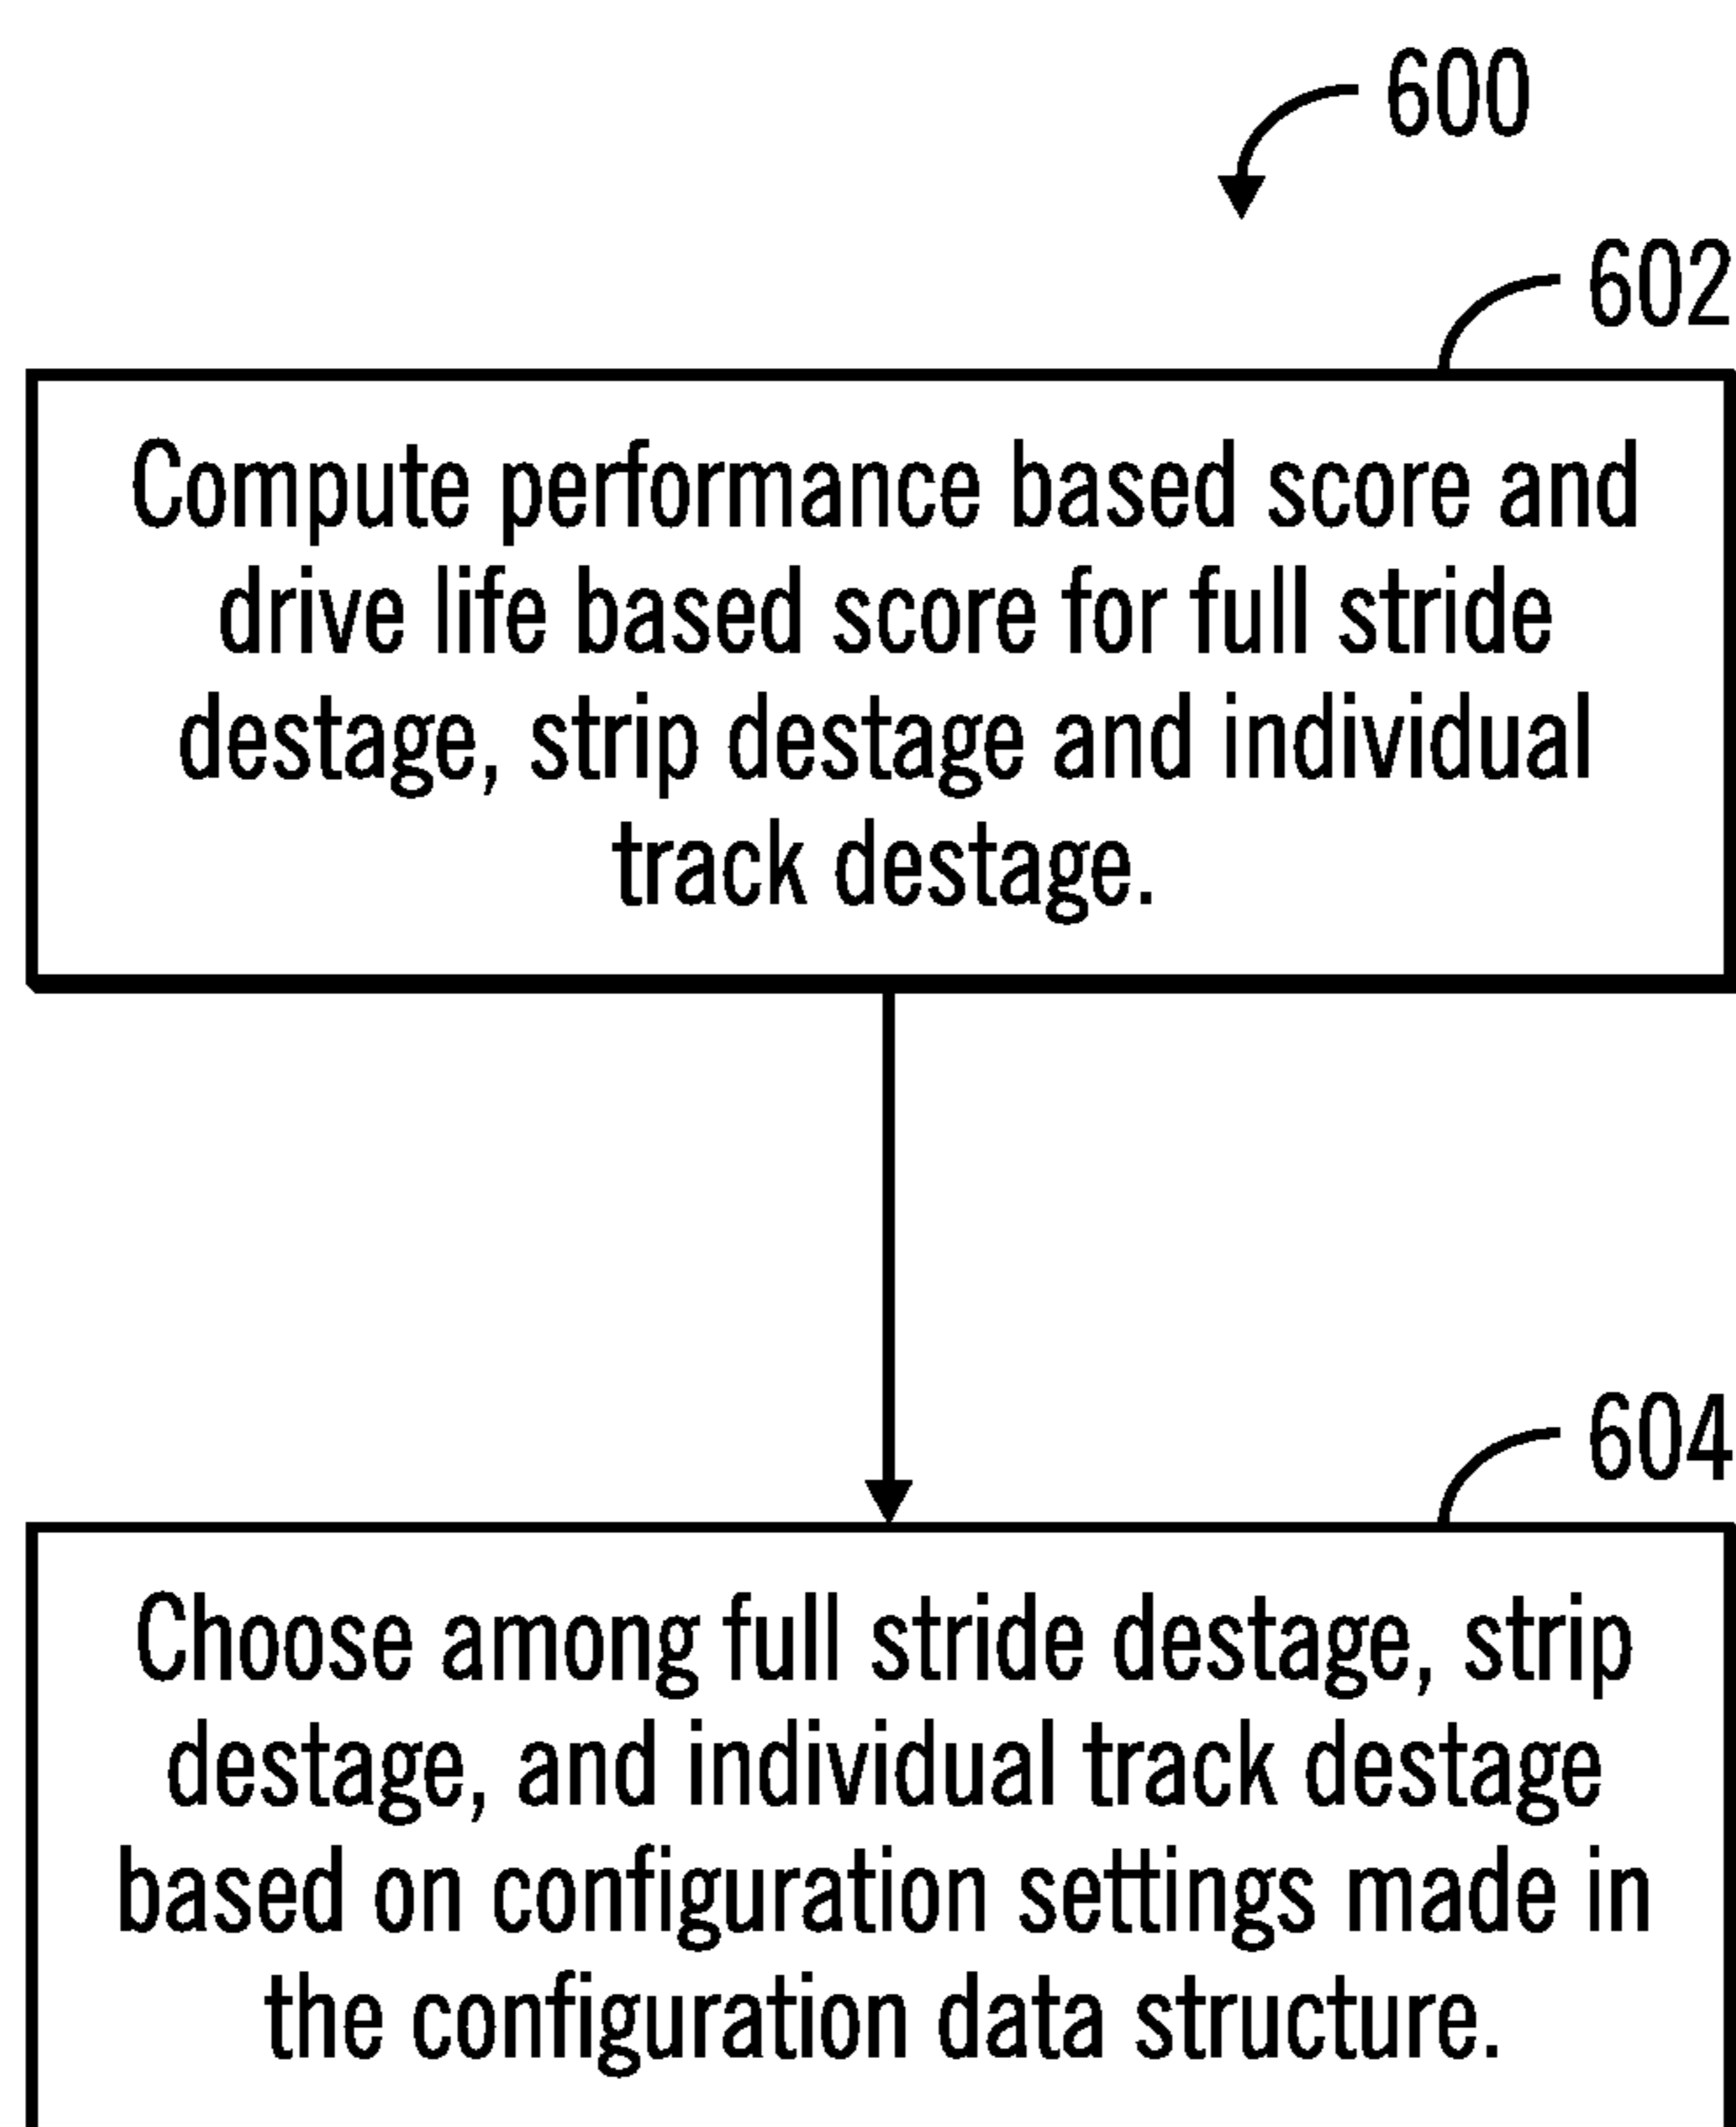 600
602
Compute performance based score and
drive life based score for full stride
destage, strip destage and individual
track destage.
604
Choose among full stride destage, strip
destage, and individual track destage
based on configuration settings made in
the configuration data structure.